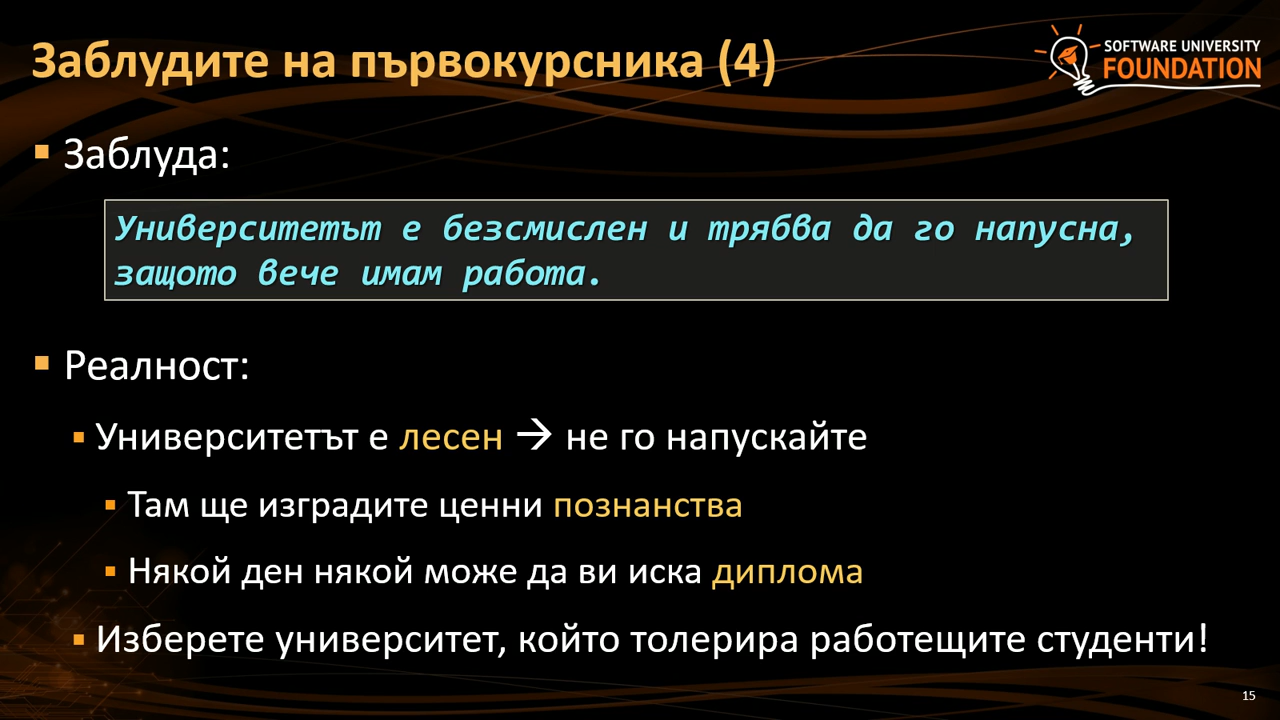 Заблудите на първокурсника (4)
SOFTWARE UNIVERSITY
FOUNDATION
Заблуда:
Университетът е безсмислен и трябва да го напусна,
защото вече имам работа.
Реалност:
Университетът е лесен → не го напускайте
Там ще изградите ценни познанства
Някой ден някой може да ви иска диплома
Изберете университет, който толерира работещите студенти!
15